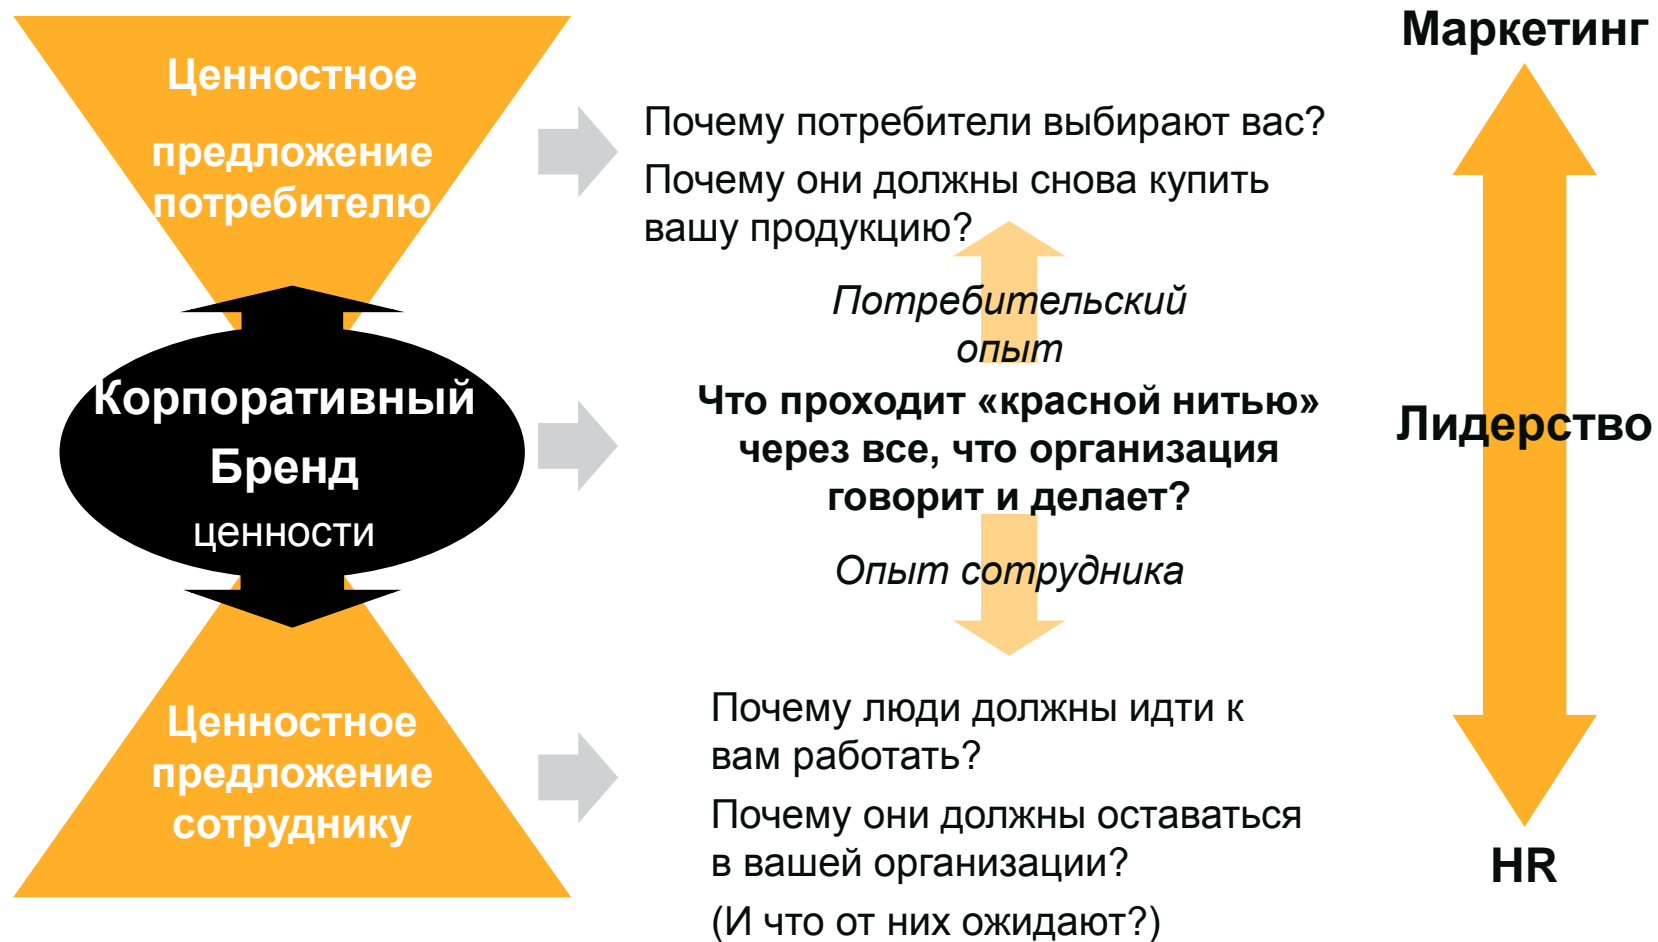 Ценностное
предложение
потребителю
Корпоративный
Бренд
ценности
Ценностное
предложение
сотруднику
Почему потребители выбирают вас?
Почему они должны снова купить
вашу продукцию?
Потребительский
опыт
Что проходит «красной нитью»
через все, что организация
говорит и делает?
Опыт сотрудника
Почему люди должны идти к
вам работать?
Почему они должны оставаться
в вашей организации?
(И что от них ожидают?)
Маркетинг
Лидерство
HR